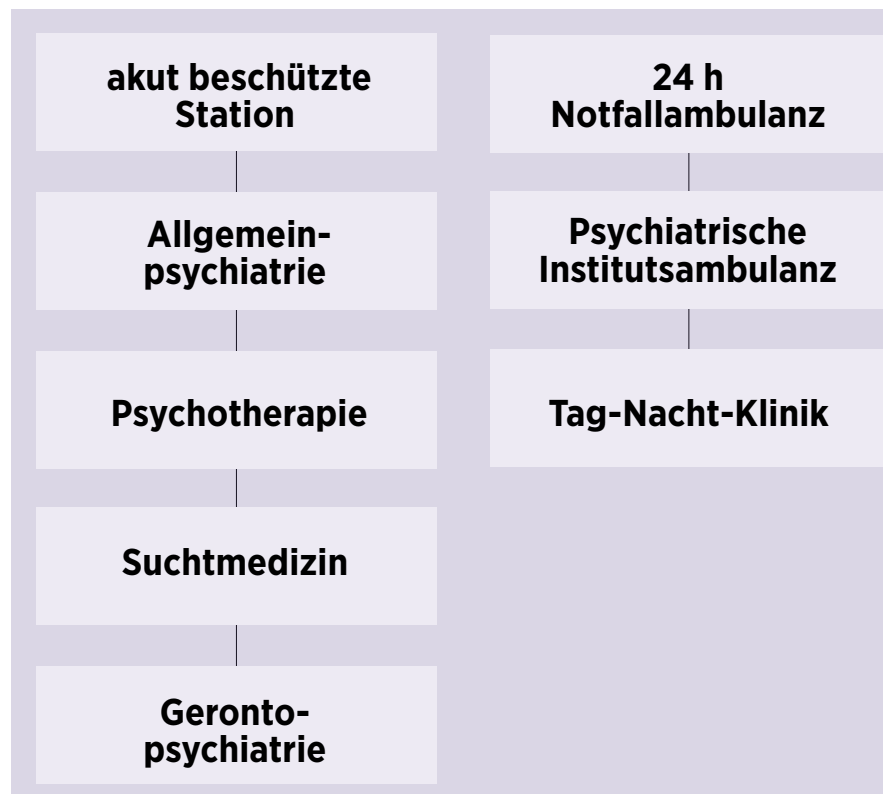 akut beschützte
Station
Allgemein-
psychiatrie
Psychotherapie
Suchtmedizin
Geronto-
psychiatrie
24 h
Notfallambulanz
Psychiatrische
Institutsambulanz
Tag-Nacht-Klinik